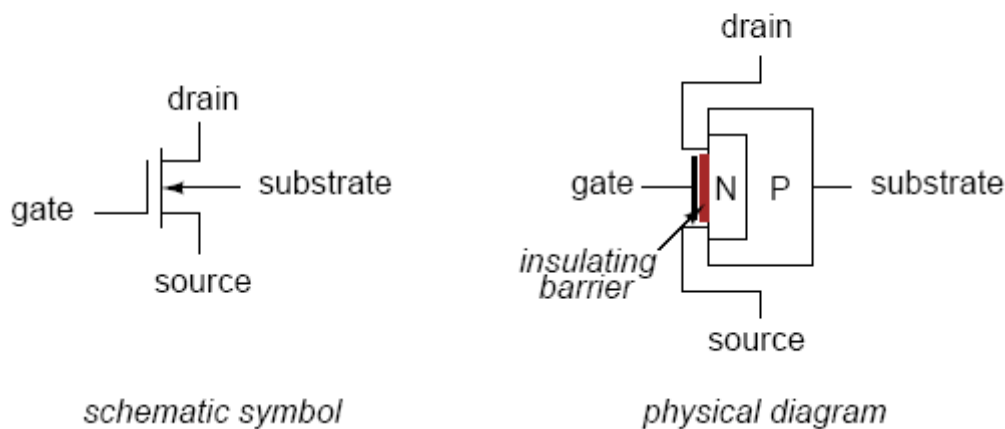 drain
gate
substrate
source
schematic symbol
drain
gate
N
P
substrate
insulating
barrier
source
physical diagram